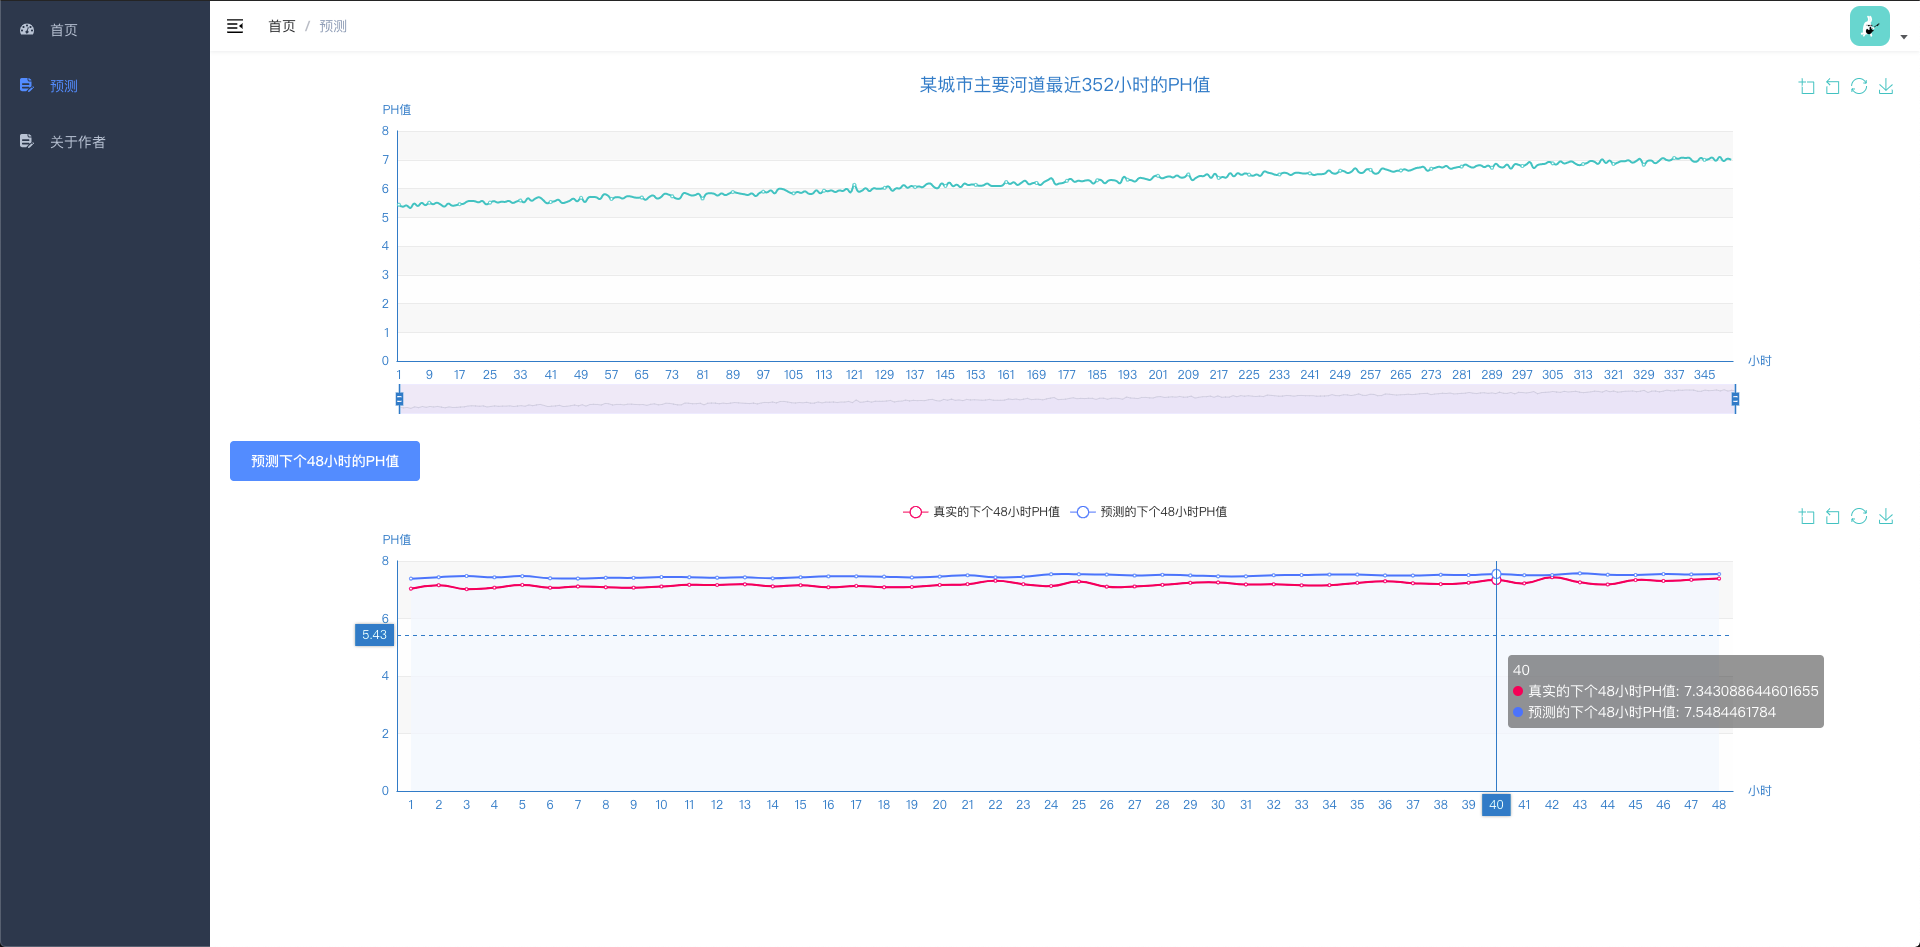 首页
预测
关于作者
首页 / 预测
某城市主要河道最近352小时的PH值
PH值
8
7
6
5
4
3
2
1
0
小时
1 9 17 25 33 41 49 57 65 73 81 89 97 105 113 121 129 137 145 153 161 169 177 185 193 201 209 217 225 233 241 249 257 265 273 281 289 297 305 313 321 329 337 345
预测下个48小时的PH值
真实的下个48小时PH值 预测的下个48小时PH值
PH值
8
6
5.43
4
2
0
40
真实的下个48小时PH值: 7.343088644601655
预测的下个48小时PH值: 7.5484461784
小时
1 2 3 4 5 6 7 8 9 10 11 12 13 14 15 16 17 18 19 20 21 22 23 24 25 26 27 28 29 30 31 32 33 34 35 36 37 38 39 40 41 42 43 44 45 46 47 48